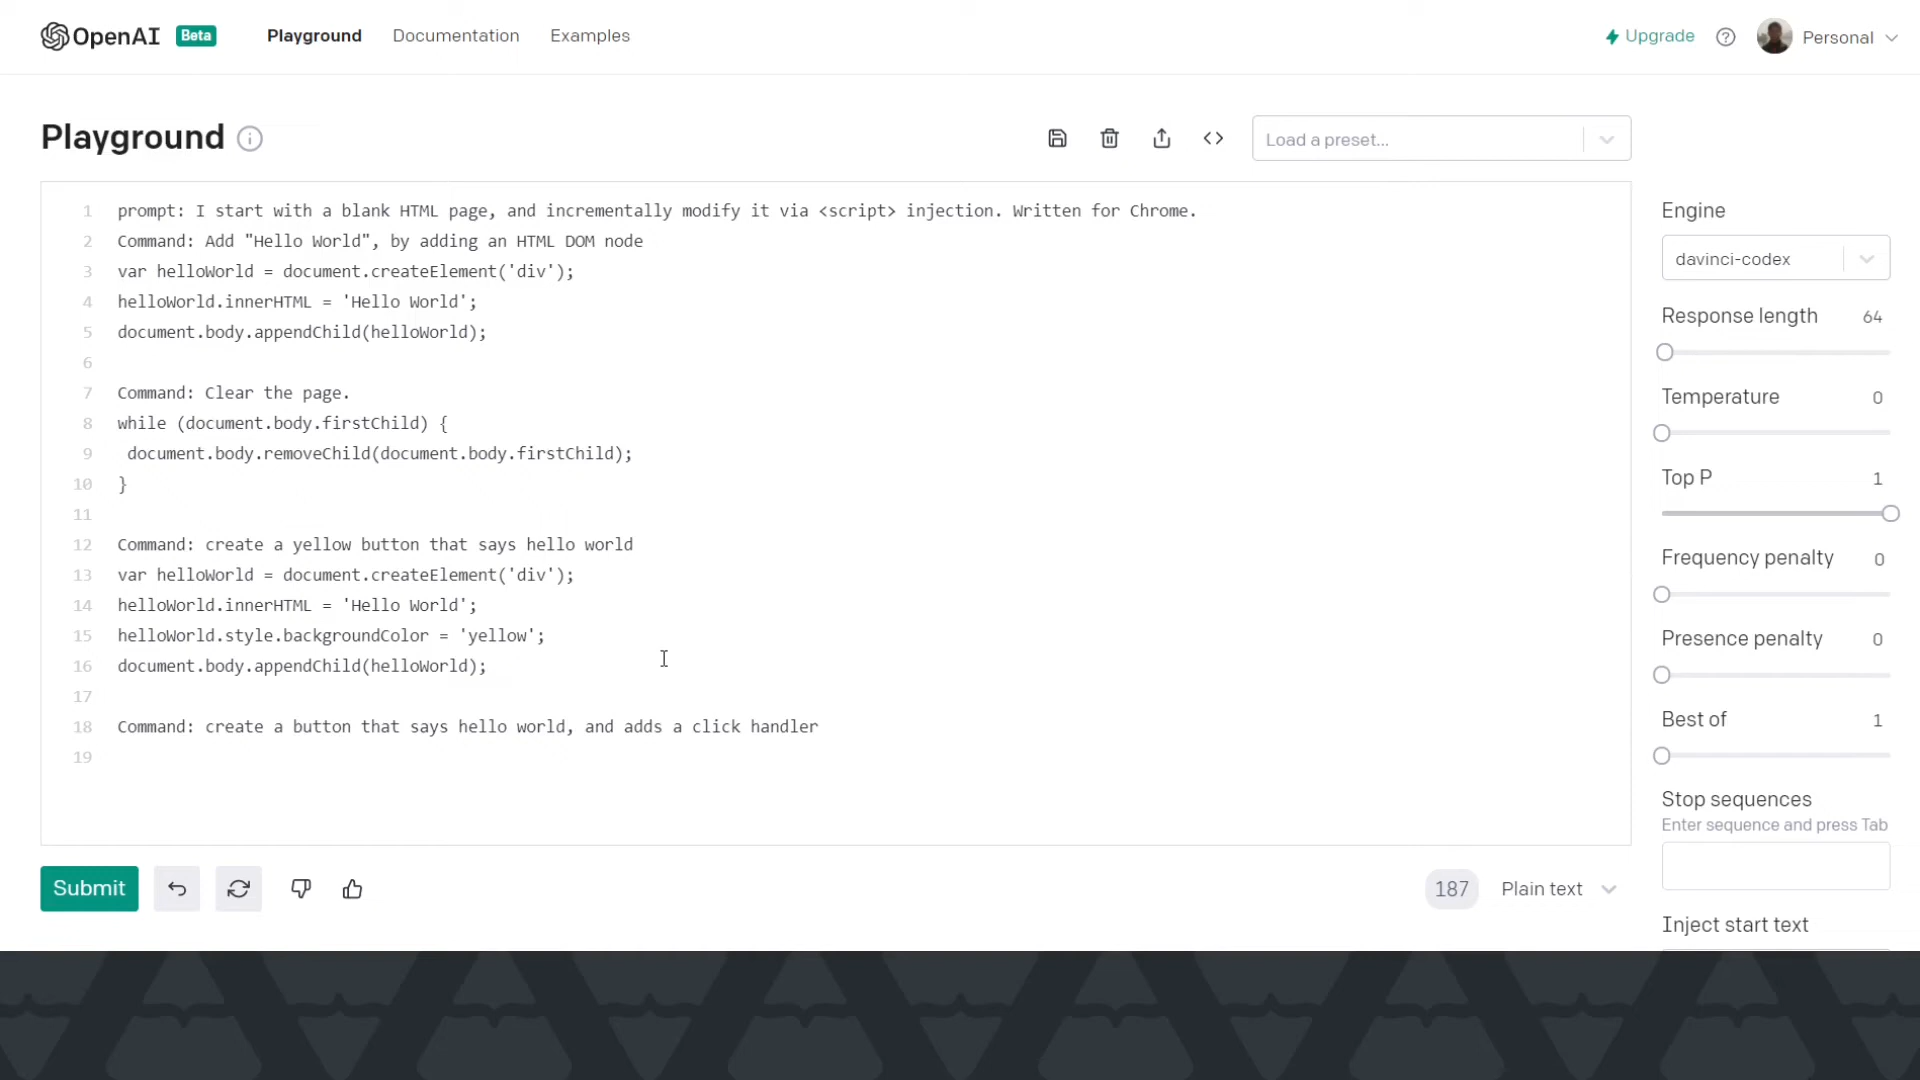 OpenAI Beta Playground Documentation Examples Upgrade Personal
Playground
Load a preset...
1 prompt: I start with a blank HTML page, and incrementally modify it via <script> injection. Written for Chrome.
2 Command: Add "Hello World", by adding an HTML DOM node
3 var helloWorld = document.createElement('div');
4 helloWorld.innerHTML = 'Hello World';
5 document.body.appendChild(helloWorld);
6
7 Command: Clear the page.
8 while (document.body.firstChild) {
9  document.body.removeChild(document.body.firstChild);
10 }
11
12 Command: create a yellow button that says hello world
13 var helloWorld = document.createElement('div');
14 helloWorld.innerHTML = 'Hello World';
15 helloWorld.style.backgroundColor = 'yellow';
16 document.body.appendChild(helloWorld);
17
18 Command: create a button that says hello world, and adds a click handler
19
Submit
187 Plain text
Engine
davinci-codex
Response length 64
Temperature 0
Top P 1
Frequency penalty 0
Presence penalty 0
Best of 1
Stop sequences
Enter sequence and press Tab
Inject start text